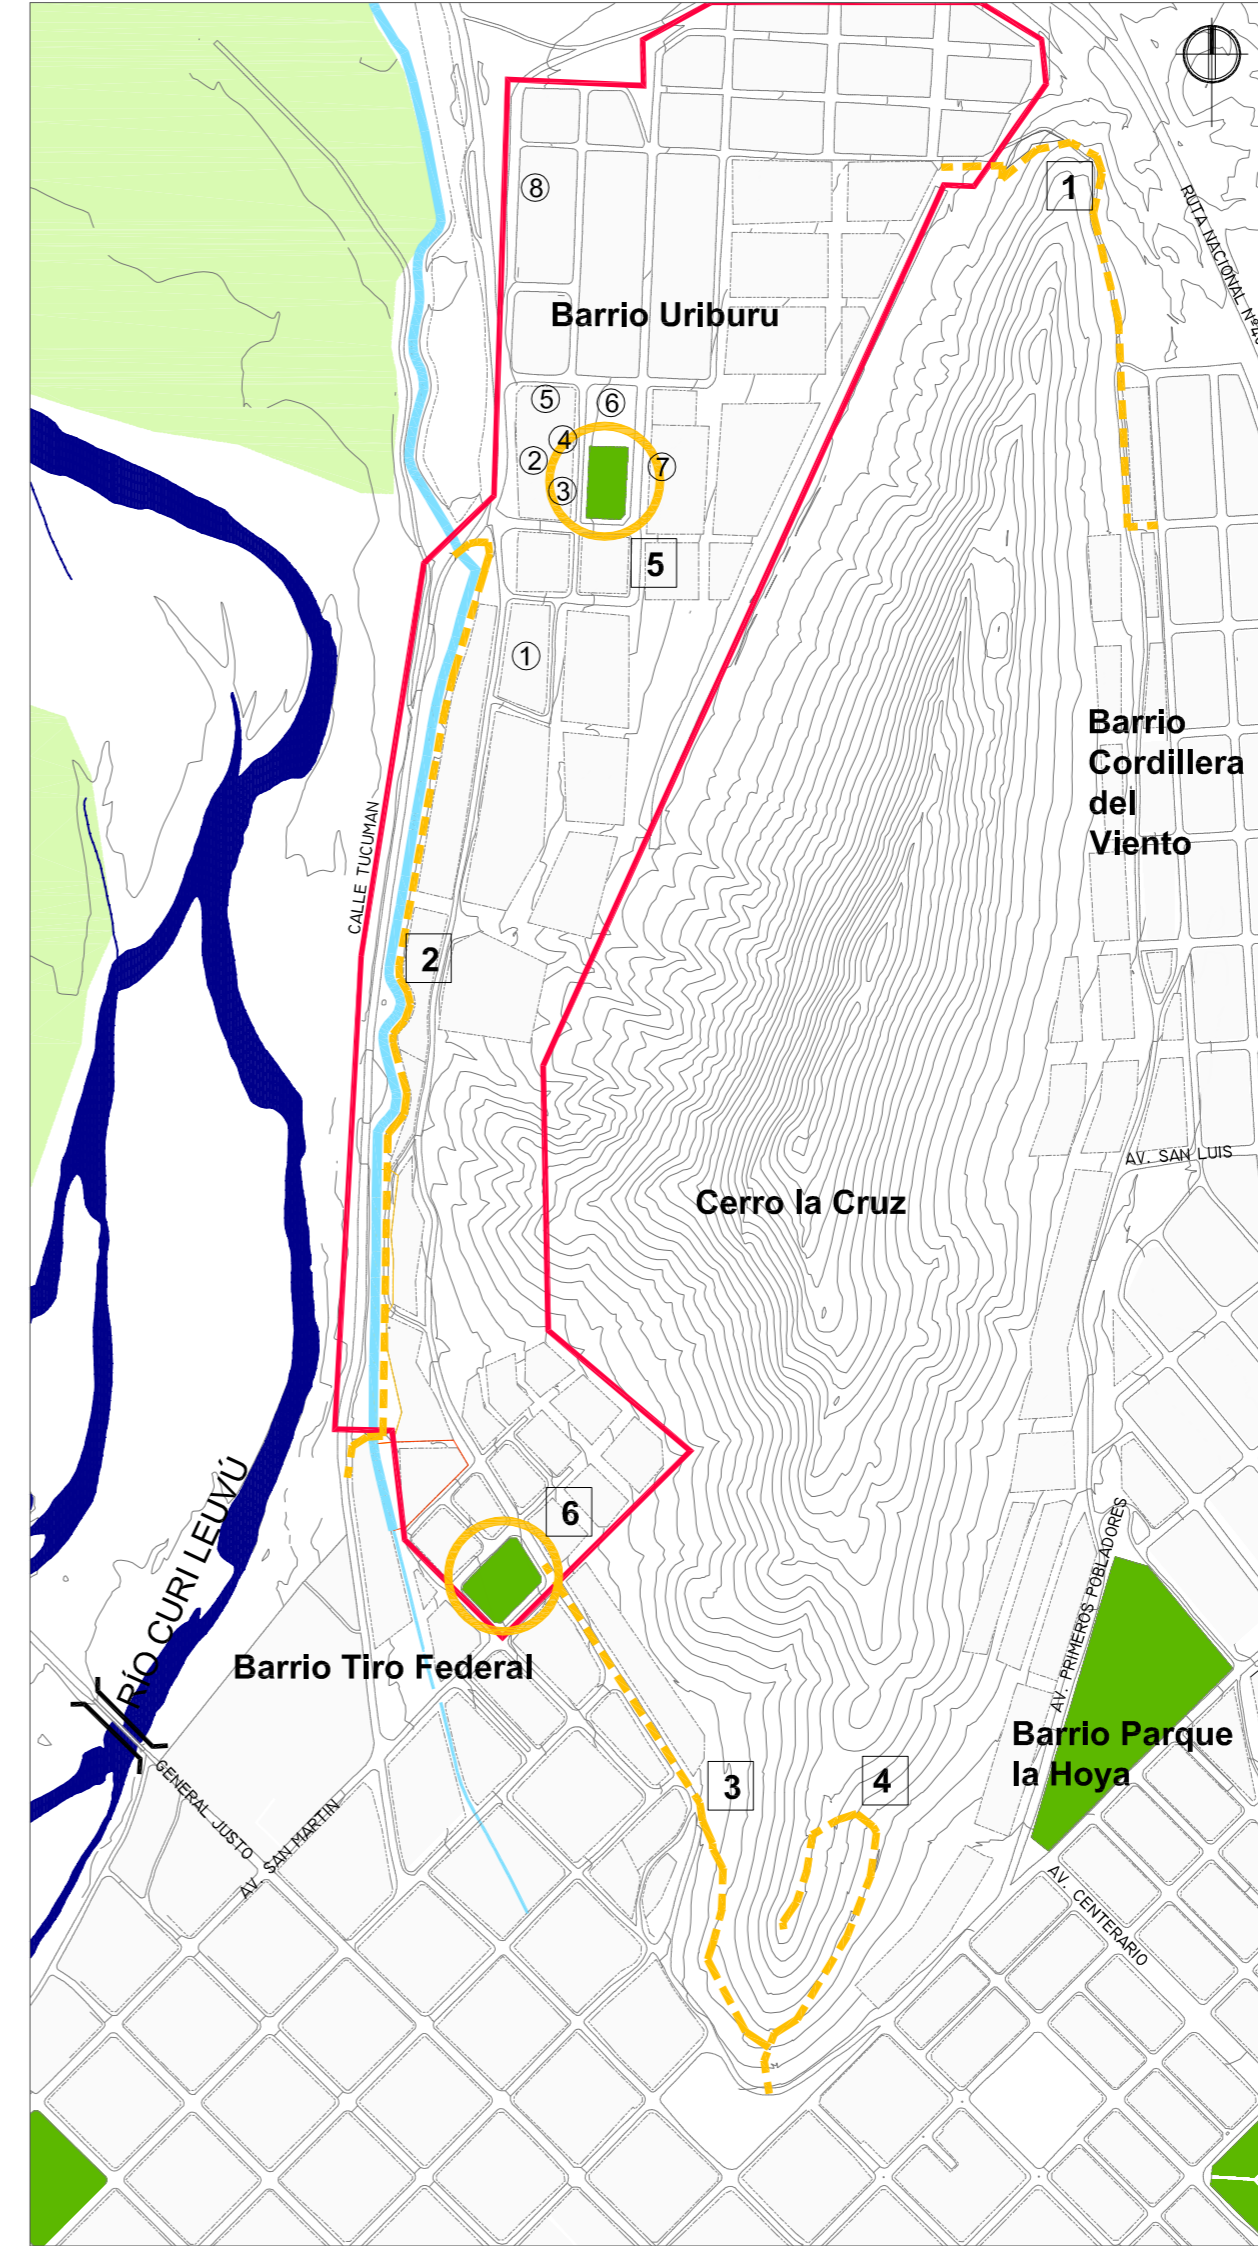 1
RUTA NACIONAL Nº40
8
Barrio Uriburu
5
6
4
2
7
3
5
1
Barrio
Cordillera
del
Viento
CALLE TUCUMAN
2
AV. SAN LUIS
Cerro la Cruz
RÍO CURI LEUVÚ
6
AV. PRIMEROS POBLADORES
Barrio Tiro Federal
Barrio Parque
la Hoya
3
4
GENERAL JUSTO
AV. SAN MARTIN
AV. CENTERARIO